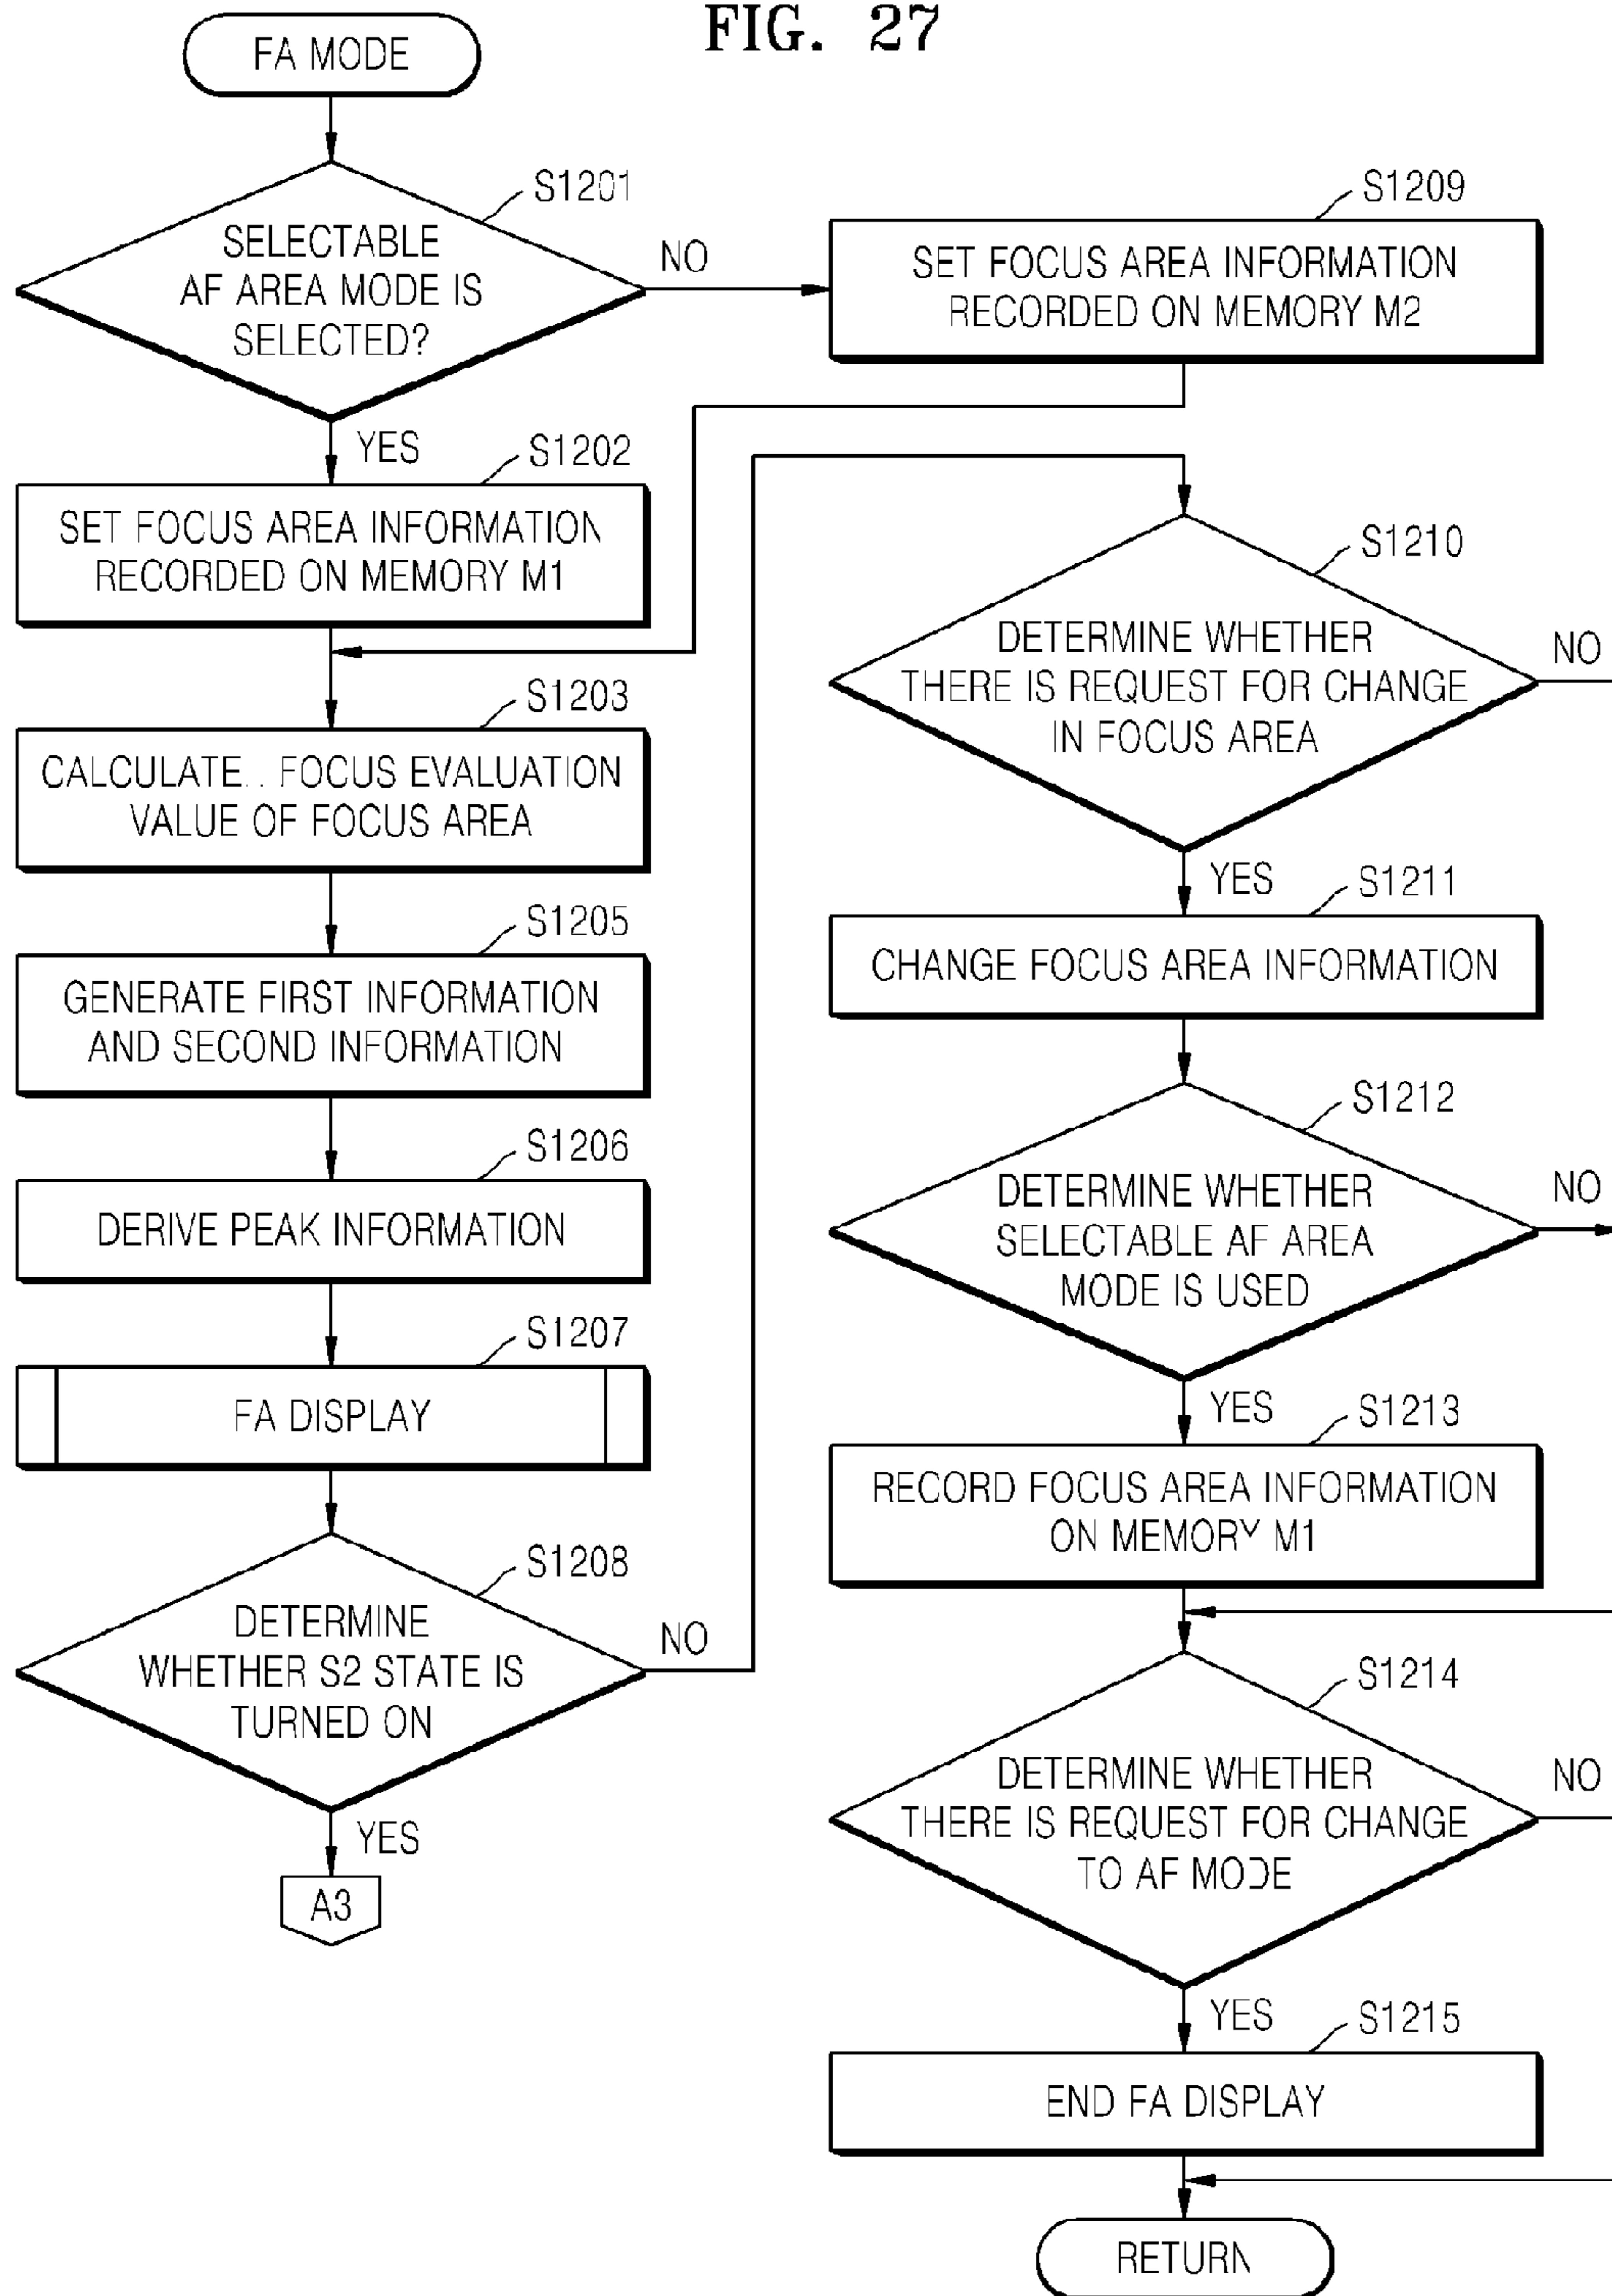 FIG. 27
FA MODE
S1201
SELECTABLE
AF AREA MODE IS
SELECTED?
NO
YES
S1202
SET FOCUS AREA INFORMATION
RECORDED ON MEMORY M1
S1203
CALCULATE.. FOCUS EVALUATION
VALUE OF FOCUS AREA
S1205
GENERATE FIRST INFORMATION
AND SECOND INFORMATION
S1206
DERIVE PEAK INFORMATION
S1207
FA DISPLAY
S1208
DETERMINE
WHETHER S2 STATE IS
TURNED ON
NO
YES
A3
S1209
SET FOCUS AREA INFORMATION
RECORDED ON MEMORY M2
S1210
DETERMINE WHETHER
THERE IS REQUEST FOR CHANGE
IN FOCUS AREA
NO
YES
S1211
CHANGE FOCUS AREA INFORMATION
S1212
DETERMINE WHETHER
SELECTABLE AF AREA
MODE IS USED
NO
YES
S1213
RECORD FOCUS AREA INFORMATION
ON MEMORY M1
S1214
DETERMINE WHETHER
THERE IS REQUEST FOR CHANGE
TO AF MODE
NO
YES
S1215
END FA DISPLAY
RETURN